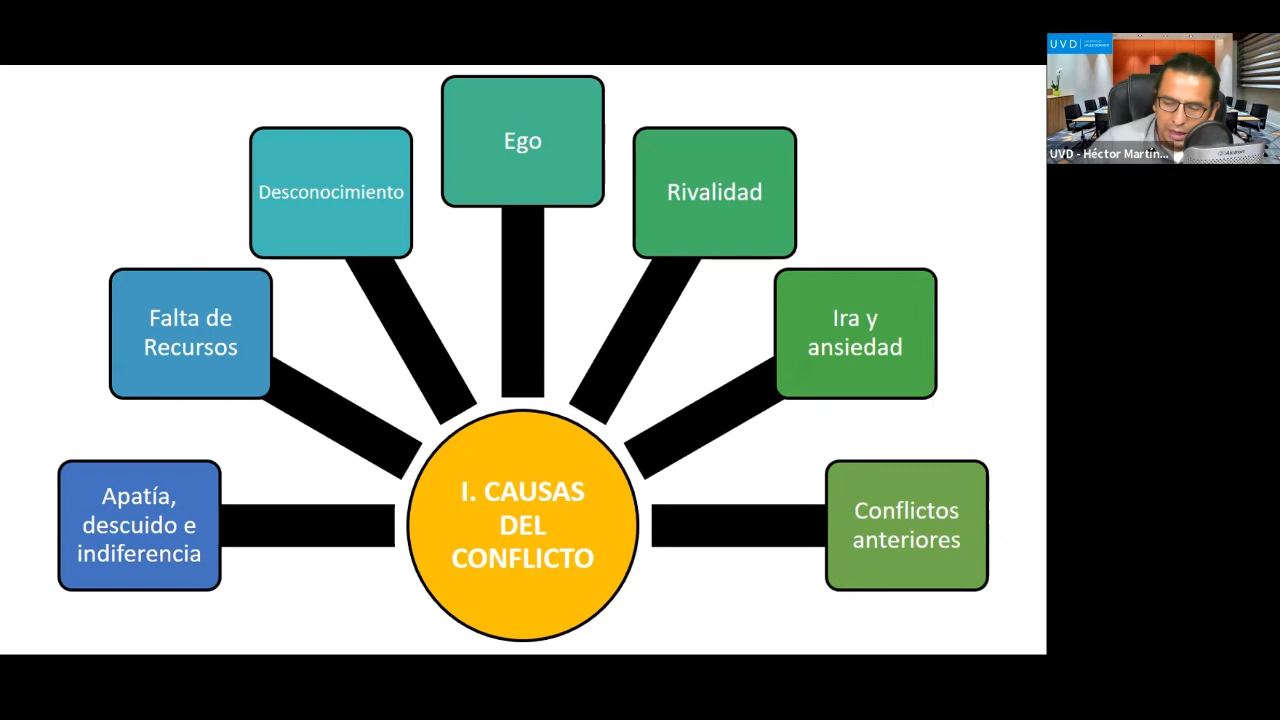 Ego
Desconocimiento
Rivalidad
Falta de
Recursos
Ira y
ansiedad
Apatía,
descuido e
indiferencia
I. CAUSAS
DEL
CONFLICTO
Conflictos
anteriores
UVD
UVD - Héctor Martín...